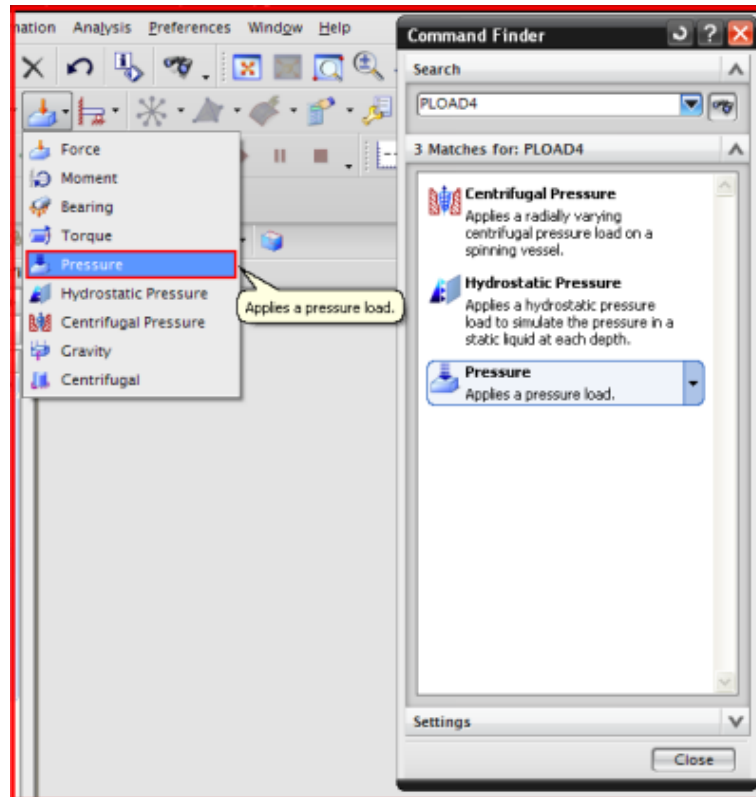 mation Analysis Preferences Window Help
Force
Moment
Bearing
Torque
Pressure
Hydrostatic Pressure
Centrifugal Pressure
Gravity
Centrifugal
Applies a pressure load.
Command Finder
Search
PLOAD4
3 Matches for: PLOAD4
Centrifugal Pressure
Applies a radially varying
centrifugal pressure load on a
spinning vessel.
Hydrostatic Pressure
Applies a hydrostatic pressure
load to simulate the pressure in a
static liquid at each depth.
Pressure
Applies a pressure load.
Settings
Close